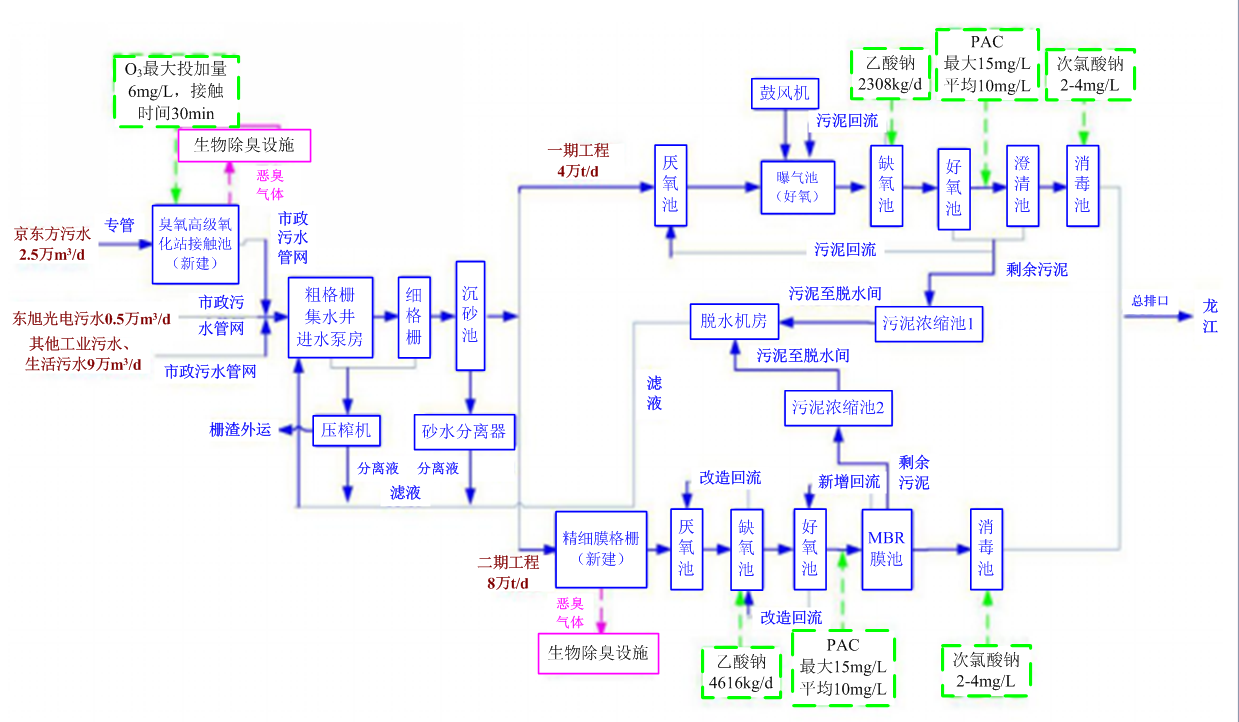 O₃最大投加量
6mg/L，接触
时间30min
生物除臭设施
恶臭
气体
专管
京东方污水
2.5万m³/d
臭氧高级氧
化站接触池
（新建）
市政
污水
管网
市政污
水管网
东旭光电污水0.5万m³/d
其他工业污水、
生活污水9万m³/d
市政污水管网
粗格栅
集水井
进水泵房
细
格
栅
沉
砂
池
栅渣外运
压榨机
砂水分离器
分离液
分离液
滤液
一期工程
4万t/d
厌
氧
池
鼓风机
污泥回流
曝气池
（好氧）
乙酸钠
2308kg/d
缺
氧
池
PAC
最大15mg/L
平均10mg/L
好
氧
池
澄
清
池
次氯酸钠
2-4mg/L
消
毒
池
污泥回流
剩余污泥
污泥至脱水间
脱水机房
污泥浓缩池1
污泥至脱水间
滤
液
污泥浓缩池2
总排口
龙
江
剩余
污泥
改造回流
新增回流
二期工程
8万t/d
精细膜格栅
（新建）
厌
氧
池
缺
氧
池
好
氧
池
MBR
膜池
消
毒
池
恶臭
气体
生物除臭设施
改造回流
乙酸钠
4616kg/d
PAC
最大15mg/L
平均10mg/L
次氯酸钠
2-4mg/L